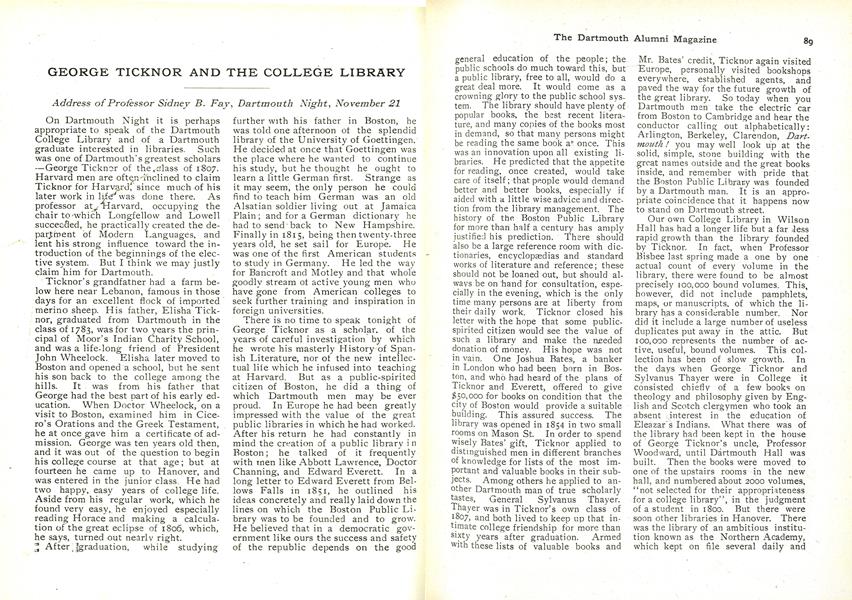 GEORGE TICKNOR AND THE COLLEGE LIBRARY
Address of Professor Sidney B. Fay, Dartmouth Night, November 21
On Dartmouth Night it is perhaps
appropriate to speak of the Dartmouth
College Library and of a Dartmouth
graduate interested in libraries. Such
was one of Dartmouth's greatest scholars
—George Ticknor of the class of 1807.
Harvard men are often inclined to claim
Ticknor for Harvard, since much of his
later work in life was done there. As
professor at Harvard, occupying the
chair to which Longfellow and Lowell
succeeded, he practically created the de-
partment of Modern Languages, and
lent his strong influence toward the in-
troduction of the beginnings of the elec-
tive system. But I think we may justly
claim him for Dartmouth.
Ticknor's grandfather had a farm be-
low here near Lebanon, famous in those
days for an excellent flock of imported
merino sheep. His father, Elisha Tick-
nor, graduated from Dartmouth in the
class of 1783, was for two years the prin-
cipal of Moor's Indian Charity School,
and was a life-long friend of President
John Wheelock. Elisha later moved to
Boston and opened a school, but he sent
his son back to the college among the
hills. It was from his father that
George had the best part of his early ed-
ucation. When Doctor Wheelock, on a
visit to Boston, examined him in Cice-
ro's Orations and the Greek Testament,
he at once gave him a certificate of ad-
mission. George was ten years old then,
and it was out of the question to begin
his college course at that age; but at
fourteen he came up to Hanover, and
was entered in the junior class. He had
two happy, easy years of college life.
Aside from his regular work, which he
found very easy, he enjoyed especially
reading Horace and making a calcula-
tion of the great eclipse of 1806, which,
he says, turned out nearly right.
After graduation, while studying
further with his father in Boston, he
was told one afternoon of the splendid
library of the University of Goettingen.
He decided at once that Goettingen was
the place where he wanted to continue
his study, but he thought he ought to
learn a little German first. Strange as
it may seem, the only person he could
find to teach him German was an old
Alsatian soldier living out at Jamaica
Plain; and for a German dictionary he
had to send back to New Hampshire.
Finally in 1815, being then twenty-three
years old, he set sail for Europe. He
was one of the first American students
to study in Germany. He led the way
for Bancroft and Motley and that whole
goodly stream of active young men who
have gone from American colleges to
seek further training and inspiration in
foreign universities.
There is no time to speak tonight of
George Ticknor as a scholar, of the
years of careful investigation by which
he wrote his masterly History of Span-
ish Literature, nor of the new intellec-
tual life which he infused into teaching
at Harvard. But as a public-spirited
citizen of Boston, he did a thing of
which Dartmouth men may be ever
proud. In Europe he had been greatly
impressed with the value of the great
public libraries in which he had worked.
After his return he had constantly in
mind the creation of a public library in
Boston; he talked of it frequently
with men like Abbott Lawrence, Doctor
Channing, and Edward Everett. In a
long letter to Edward Everett from Bel-
lows Falls in 1851, he outlined his
ideas concretely and really laid down the
lines on which the Boston Public Li-
brary was to be founded and to grow.
He believed that in a democratic gov-
ernment like ours the success and safety
of the republic depends on the good
The Dartmouth Alumni Magazine 89
general education of the people; the
public schools do much toward this, but
a public library, free to all, would do a
great deal more. It would come as a
crowning glory to the public school sys-
tem. The library should have plenty of
popular books, the best recent litera-
ture, and many copies of the books most
in demand, so that many persons might
be reading the same book at once. This
was an innovation upon all existing li-
braries. He predicted that the appetite
for reading, once created, would take
care of itself; that people would demand
better and better books, especially if
aided with a little wise advice and direc-
tion from the library management. The
history of the Boston Public Library
for more than half a century has amply
justified his prediction. There should
also be a large reference room with dic-
tionaries, encyclopædias and standard
works of literature and reference; these
should not be loaned out, but should al-
ways be on hand for consultation, espe-
cially in the evening, which is the only
time many persons are at liberty from
their daily work. Ticknor closed his
letter with the hope that some public-
spirited citizen would see the value of
such a library and make the needed
donation of money. His hope was not
in vain. One Joshua Bates, a banker
in London who had been born in Bos-
ton, and who had heard of the plans of
Ticknor and Everett, offered to give
$50,000 for books on condition that the
city of Boston would provide a suitable
building. This assured success. The
library was opened in 1854 in two small
rooms on Mason St. In order to spend
wisely Bates' gift, Ticknor applied to
distinguished men in different branches
of knowledge for lists of the most im-
portant and valuable books in their sub-
jects. Among others he applied to an-
other Dartmouth man of true scholarly
tastes, General Sylvanus Thayer.
Thayer was in Ticknor's own class of
1807, and both lived to keep up that in-
timate college friendship for more than
sixty years after graduation. Armed
with these lists of valuable books and
Mr. Bates' credit, Ticknor again visited
Europe, personally visited bookshops
everywhere, established agents, and
paved the way for the future growth of
the great library. So today when you
Dartmouth men take the electric car
from Boston to Cambridge and hear the
conductor calling out alphabetically:
Arlington, Berkeley, Clarendon, Dart-
mouth! you may well look up at the
solid, simple, stone building with the
great names outside and the great books
inside, and remember with pride that
the Boston Public Library was founded
by a Dartmouth man. It is an appro-
priate coincidence that it happens now
to stand on Dartmouth street.
Our own College Library in Wilson
Hall has had a longer life but a far less
rapid growth than the library founded
by Ticknor. In fact, when Professor
Bisbee last spring made a one by one
actual count of every volume in the
library, there were found to be almost
precisely 100,000 bound volumes. This,
however, did not include pamphlets,
maps, or manuscripts, of which the li-
brary has a considerable number. Nor
did it include a large number of useless
duplicates put away in the attic. But
100,000 represents the number of ac-
tive, useful, bound volumes. This col-
lection has been of slow growth. In
the days when George Ticknor and
Sylvanus Thayer were in College it
consisted chiefly of a few books on
theology and philosophy given by Eng-
lish and Scotch clergymen who took an
absent interest in the education of
Eleazar's Indians. What there was of
the library had been kept in the house
of George Ticknor's uncle, Professor
Woodward, until Dartmouth Hall was
built. Then the books were moved to
one of the upstairs rooms in the new
hall, and numbered about 2000 volumes,
"not selected for their appropriateness
for a college library", in the judgment
of a student in 1800. But there were
soon other libraries in Hanover. There
was the library of an ambitious institu-
tion known as the Northern Academy,
which kept on file several daily and